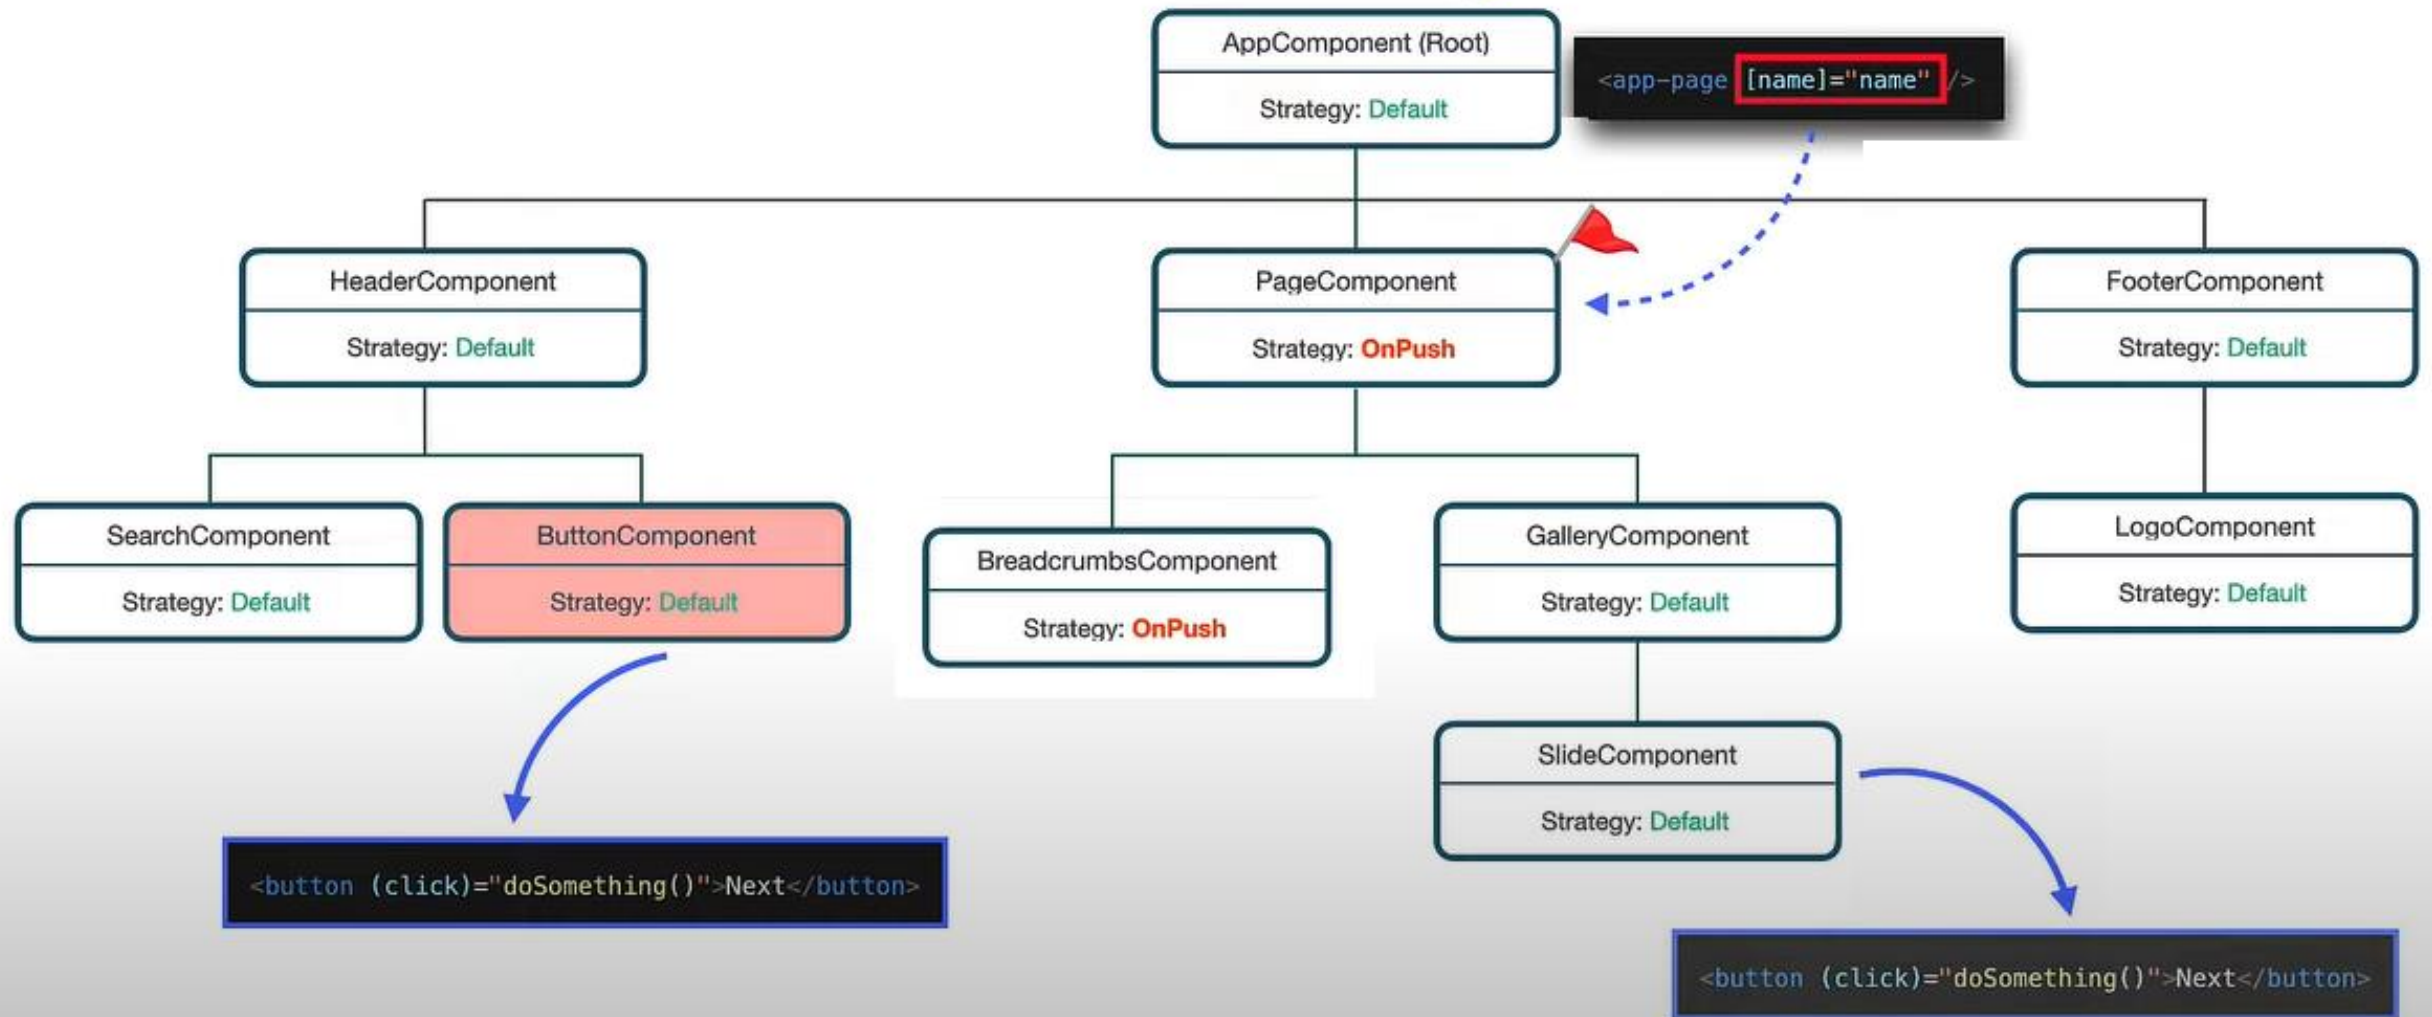 AppComponent (Root)
Strategy: Default
<app-page [name]="name" />
HeaderComponent
Strategy: Default
PageComponent
Strategy: OnPush
FooterComponent
Strategy: Default
SearchComponent
Strategy: Default
ButtonComponent
Strategy: Default
BreadcrumbsComponent
Strategy: OnPush
GalleryComponent
Strategy: Default
LogoComponent
Strategy: Default
SlideComponent
Strategy: Default
<button (click)="doSomething()">Next</button>
<button (click)="doSomething()">Next</button>